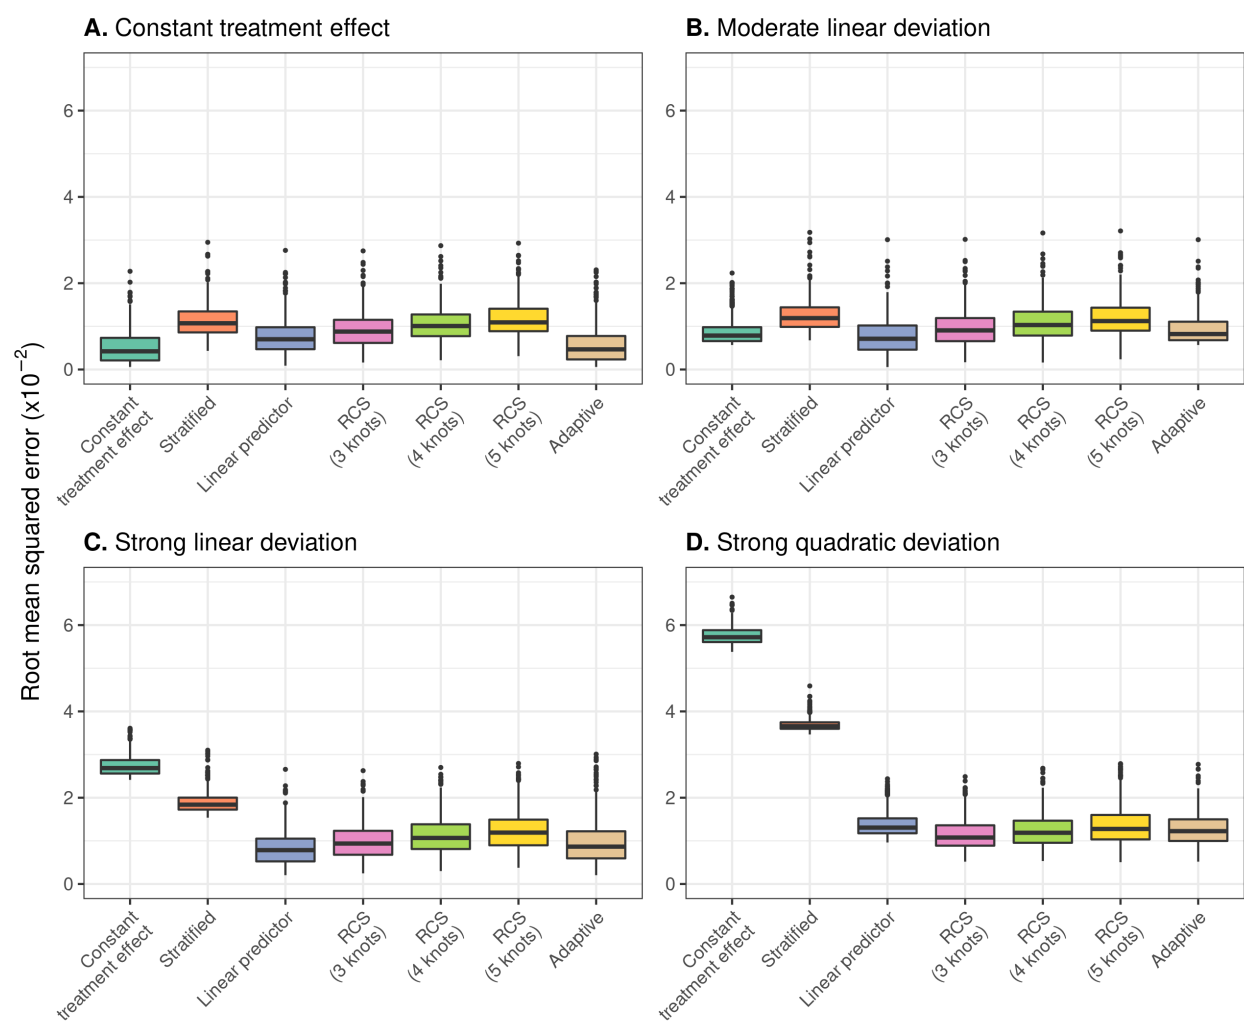 A. Constant treatment effect
B. Moderate linear deviation
6
4
2
0
6
4
2
0
Constant
treatment effect
Stratified
Linear predictor
RCS
(3 knots)
RCS
(4 knots)
RCS
(5 knots)
Adaptive
Constant
treatment effect
Stratified
Linear predictor
RCS
(3 knots)
RCS
(4 knots)
RCS
(5 knots)
Adaptive
Root mean squared error (x10⁻²)
C. Strong linear deviation
D. Strong quadratic deviation
6
4
2
0
6
4
2
0
Constant
treatment effect
Stratified
Linear predictor
RCS
(3 knots)
RCS
(4 knots)
RCS
(5 knots)
Adaptive
Constant
treatment effect
Stratified
Linear predictor
RCS
(3 knots)
RCS
(4 knots)
RCS
(5 knots)
Adaptive